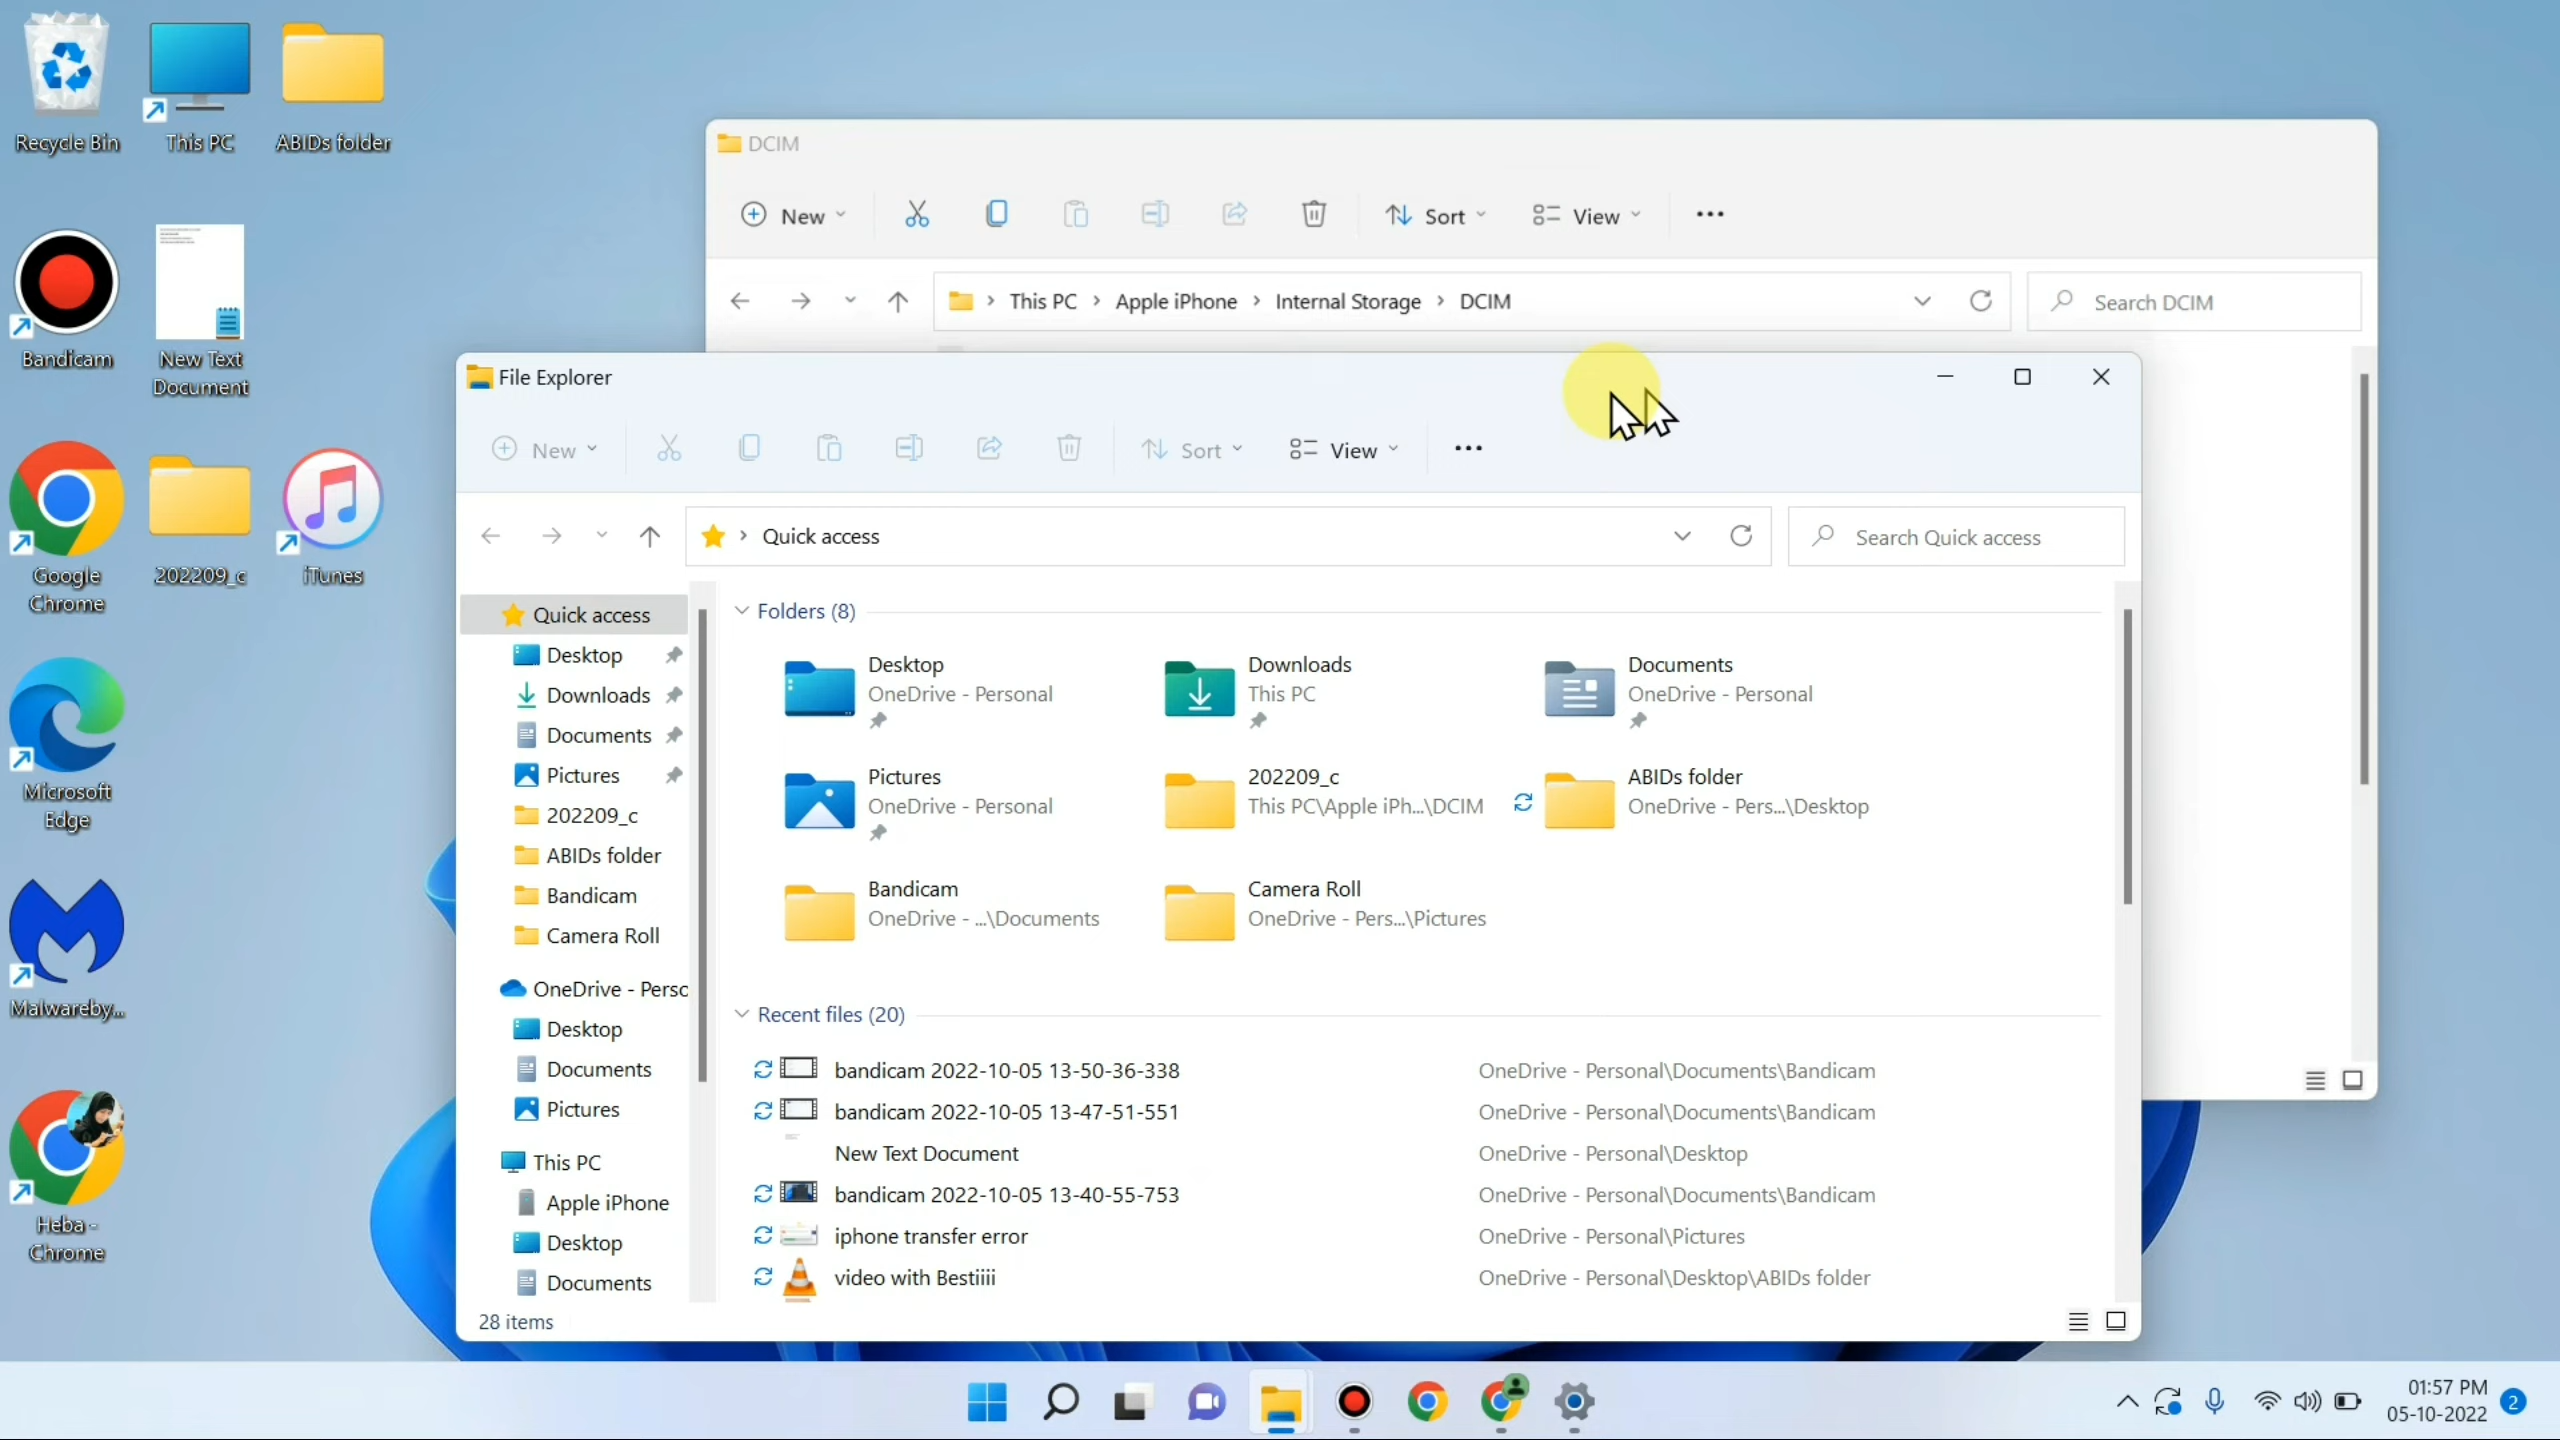 Recycle Bin
This PC
ABIDs folder
Bandicam
New Text
Document
Google
Chrome
202209_c
iTunes
Microsoft
Edge
Malwareby...
Heba -
Chrome
DCIM
New
Sort
View
This PC > Apple iPhone > Internal Storage > DCIM
Search DCIM
File Explorer
New
Sort
View
Quick access
Search Quick access
Quick access
Desktop
Downloads
Documents
Pictures
202209_c
ABIDs folder
Bandicam
Camera Roll
OneDrive - Perso
Desktop
Documents
Pictures
This PC
Apple iPhone
Desktop
Documents
Folders (8)
Desktop
OneDrive - Personal
Downloads
This PC
Documents
OneDrive - Personal
Pictures
OneDrive - Personal
202209_c
This PC\Apple iPh...\DCIM
ABIDs folder
OneDrive - Pers...\Desktop
Bandicam
OneDrive - ...\Documents
Camera Roll
OneDrive - Pers...\Pictures
Recent files (20)
bandicam 2022-10-05 13-50-36-338 OneDrive - Personal\Documents\Bandicam
bandicam 2022-10-05 13-47-51-551 OneDrive - Personal\Documents\Bandicam
New Text Document OneDrive - Personal\Desktop
bandicam 2022-10-05 13-40-55-753 OneDrive - Personal\Documents\Bandicam
iphone transfer error OneDrive - Personal\Pictures
video with Bestiiii OneDrive - Personal\Desktop\ABIDs folder
28 items
01:57 PM
05-10-2022
2